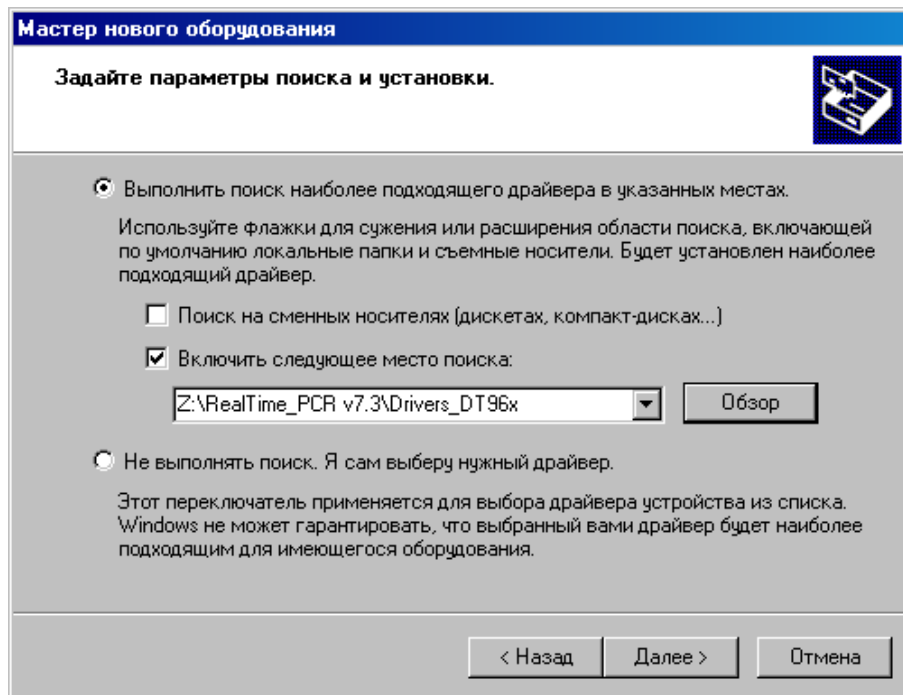 Мастер нового оборудования
Задайте параметры поиска и установки.
Выполнить поиск наиболее подходящего драйвера в указанных местах.
Используйте флажки для сужения или расширения области поиска, включающей
по умолчанию локальные папки и съемные носители. Будет установлен наиболее
подходящий драйвер.
Поиск на сменных носителях (дискетах, компакт-дисках...)
Включить следующее место поиска:
Z:\RealTime_PCR v7.3\Drivers_DT96x
Обзор
Не выполнять поиск. Я сам выберу нужный драйвер.
Этот переключатель применяется для выбора драйвера устройства из списка.
Windows не может гарантировать, что выбранный вами драйвер будет наиболее
подходящим для имеющегося оборудования.
< Назад
Далее >
Отмена